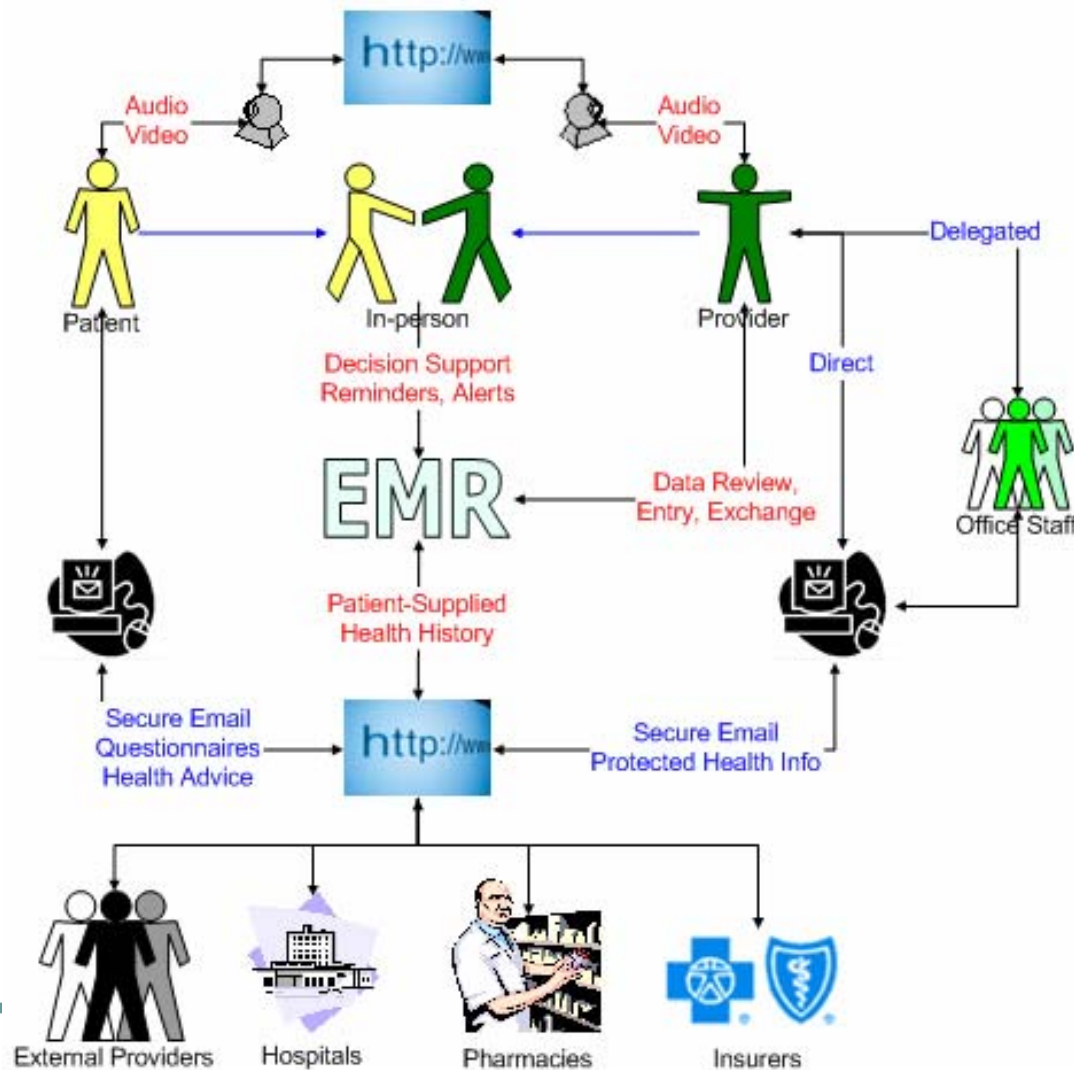 http://www
Audio
Video
Audio
Video
Patient
In-person
Provider
Delegated
Decision Support
Reminders, Alerts
Direct
EMR
Data Review,
Entry, Exchange
Office Staff
Patient-Supplied
Health History
Secure Email
Questionnaires
Health Advice
http://www
Secure Email
Protected Health Info
External Providers
Hospitals
Pharmacies
Insurers